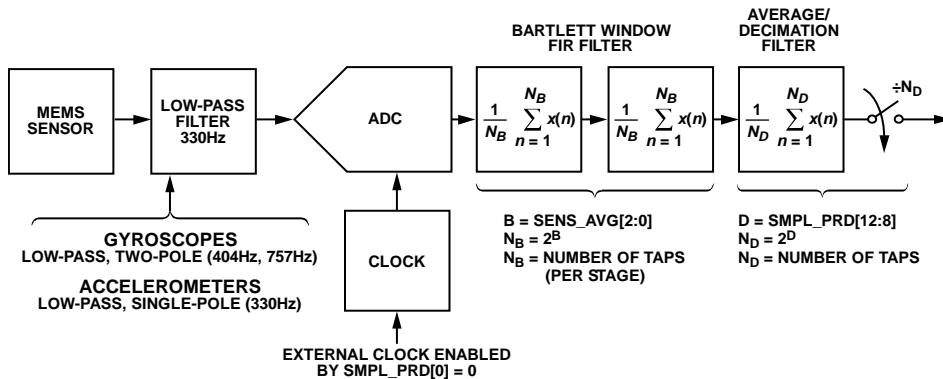 BARTLETT WINDOW
FIR FILTER
AVERAGE/
DECIMATION
FILTER
MEMS
SENSOR
LOW-PASS
FILTER
330Hz
ADC
1/N_B N_B ∑ n = 1 x(n)
1/N_B N_B ∑ n = 1 x(n)
1/N_D N_D ∑ n = 1 x(n)
÷N_D
GYROSCOPES
LOW-PASS, TWO-POLE (404Hz, 757Hz)
ACCELEROMETERS
LOW-PASS, SINGLE-POLE (330Hz)
CLOCK
EXTERNAL CLOCK ENABLED
BY SMPL_PRD[0] = 0
B = SENS_AVG[2:0]
N_B = 2^B
N_B = NUMBER OF TAPS
(PER STAGE)
D = SMPL_PRD[12:8]
N_D = 2^D
N_D = NUMBER OF TAPS